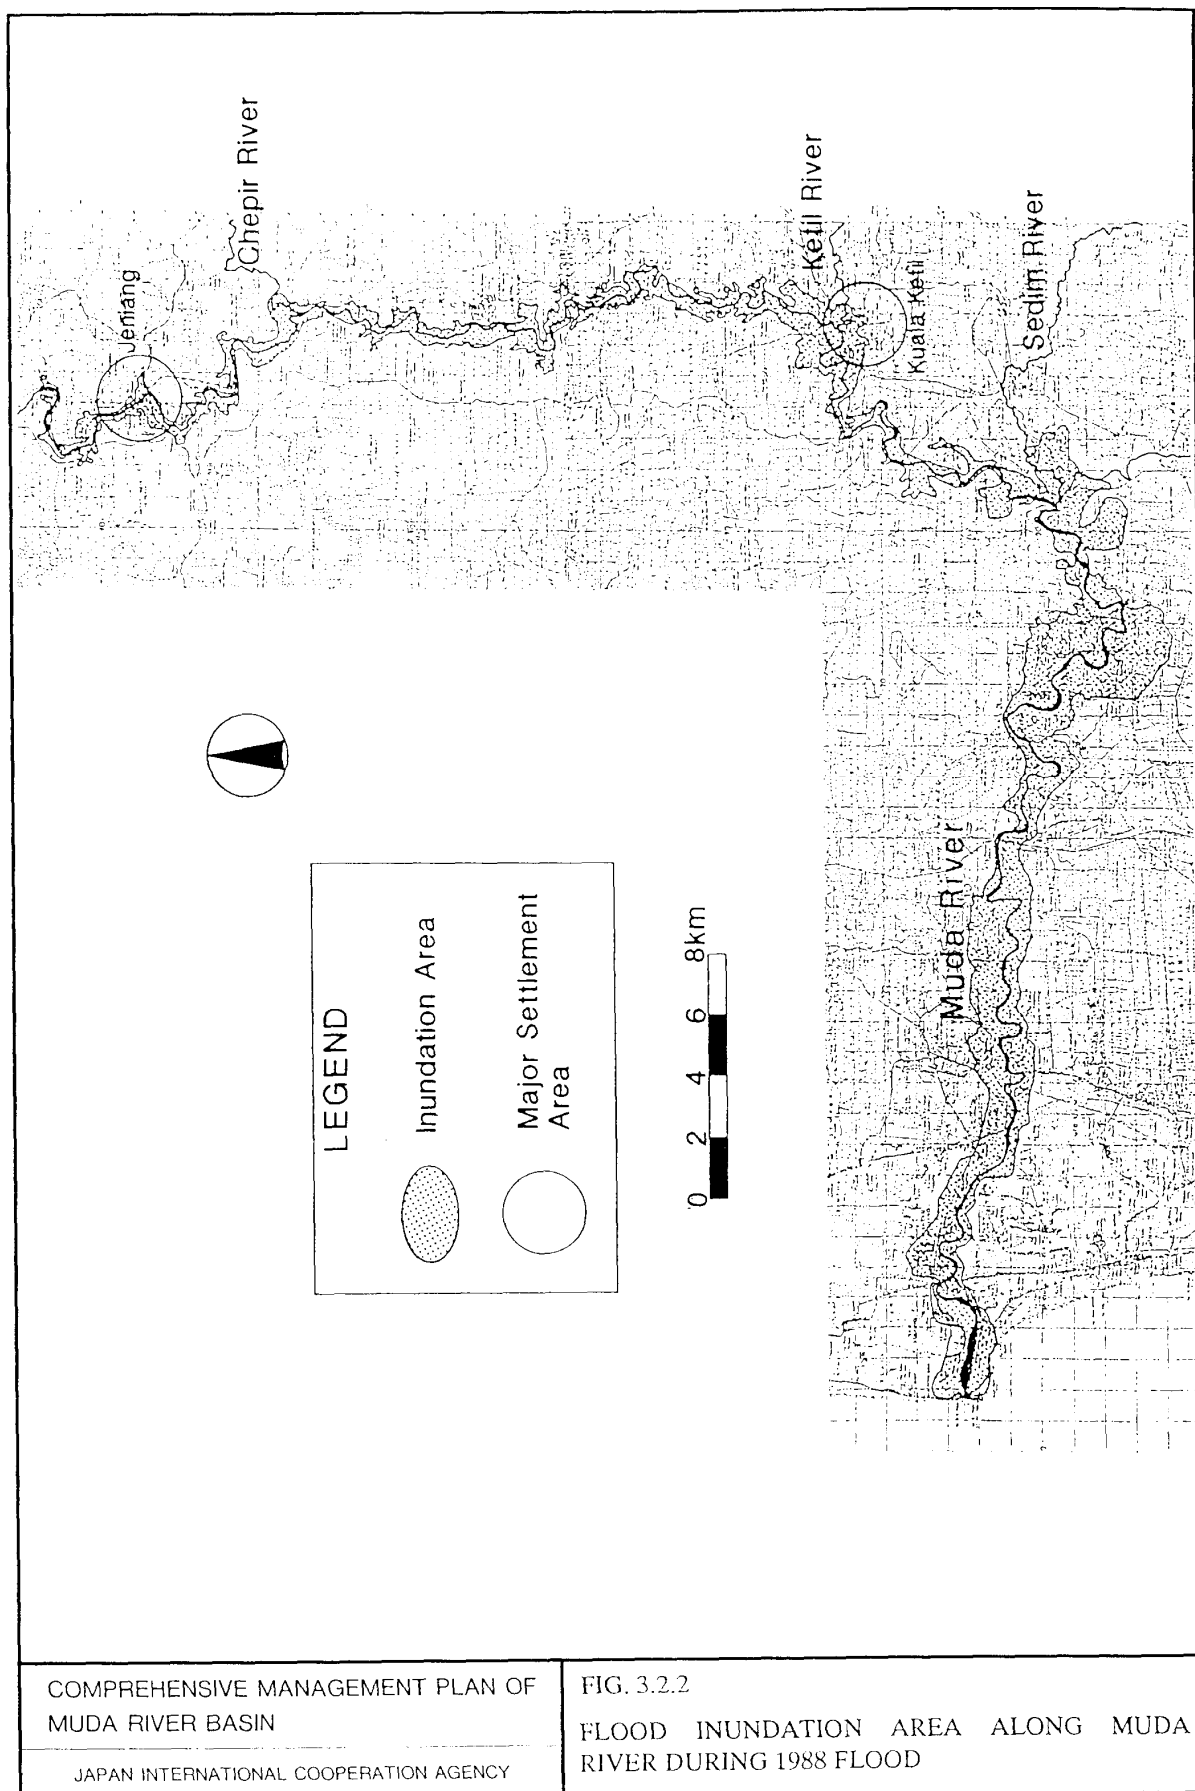 Jeniang
Chepir River
Ketil River
Kuala Ketil
Sedim River
Muda River
LEGEND
Inundation Area
Major Settlement
Area
0 2 4 6 8km
COMPREHENSIVE MANAGEMENT PLAN OF
MUDA RIVER BASIN
JAPAN INTERNATIONAL COOPERATION AGENCY
FIG. 3.2.2
FLOOD INUNDATION AREA ALONG MUDA
RIVER DURING 1988 FLOOD